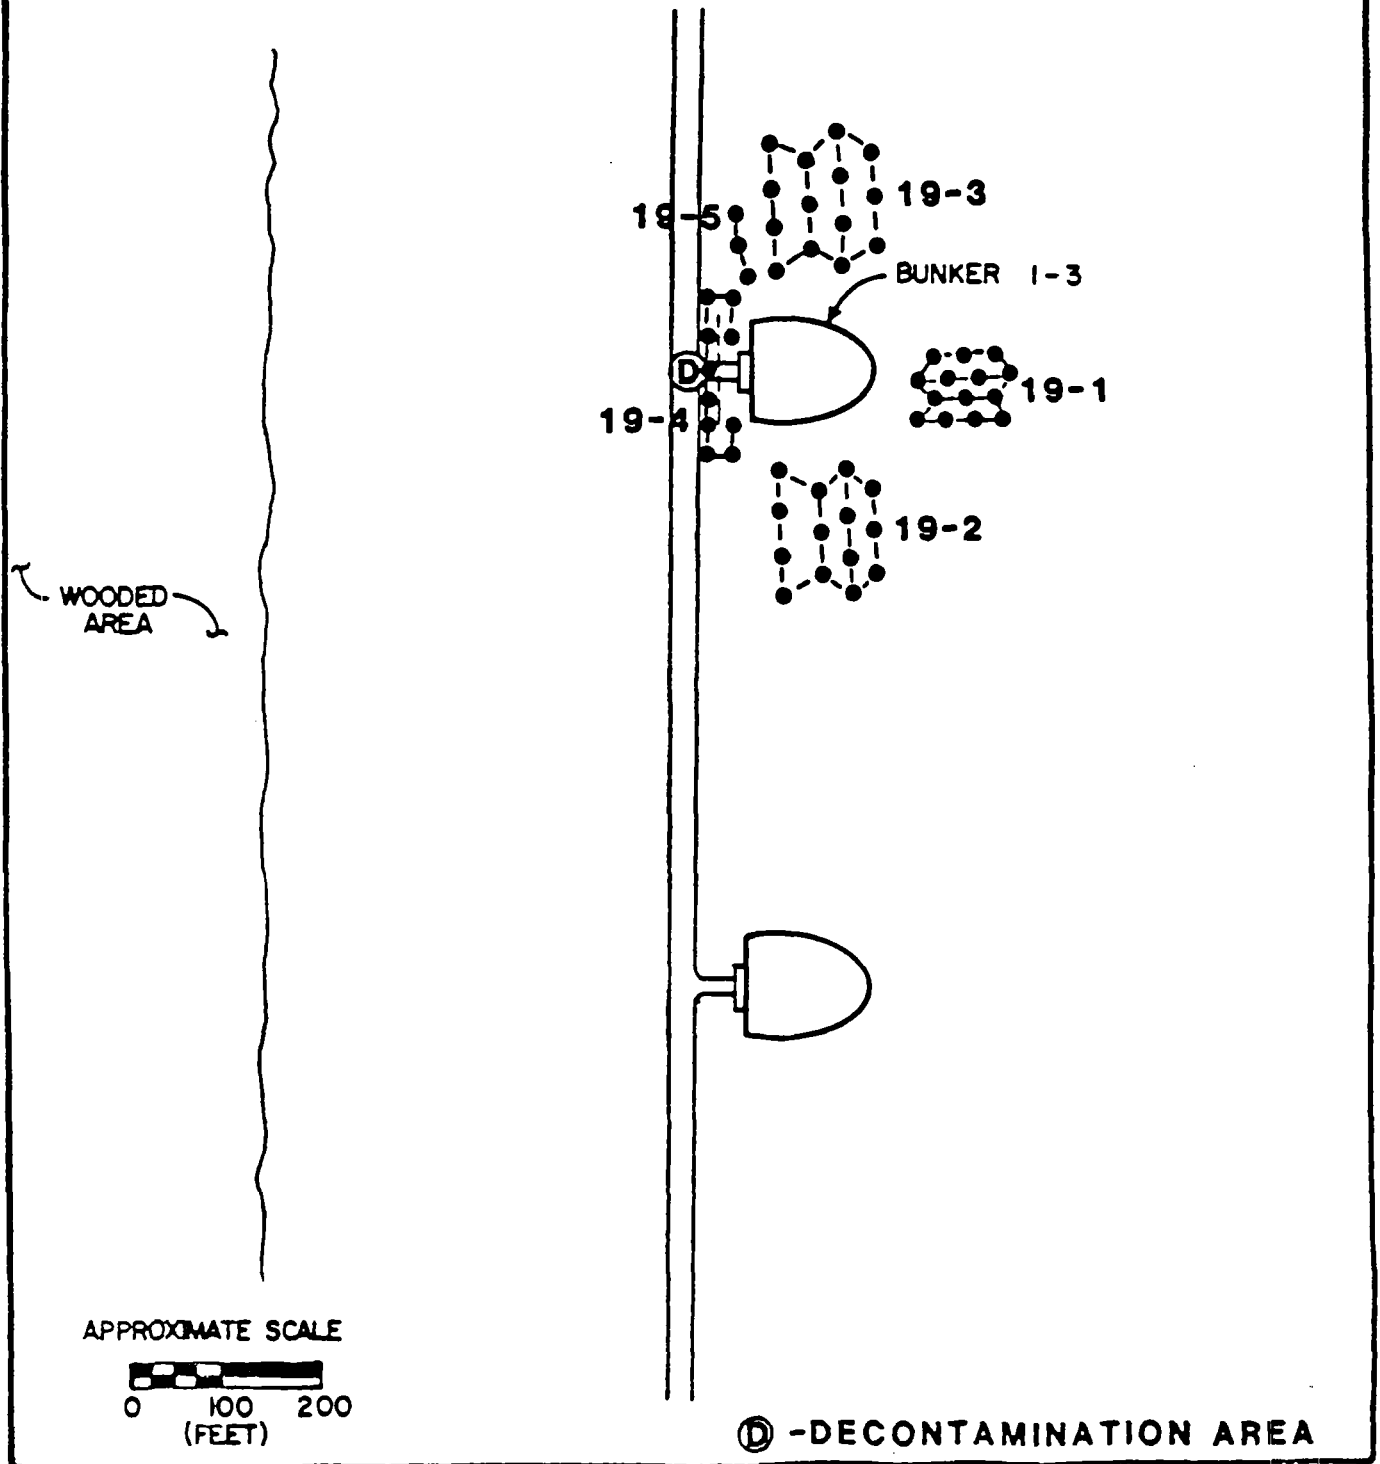 19-3
19-5
BUNKER 1-3
D
19-1
19-4
19-2
WOODED
AREA
APPROXIMATE SCALE
0 100 200
(FEET)
D -DECONTAMINATION AREA